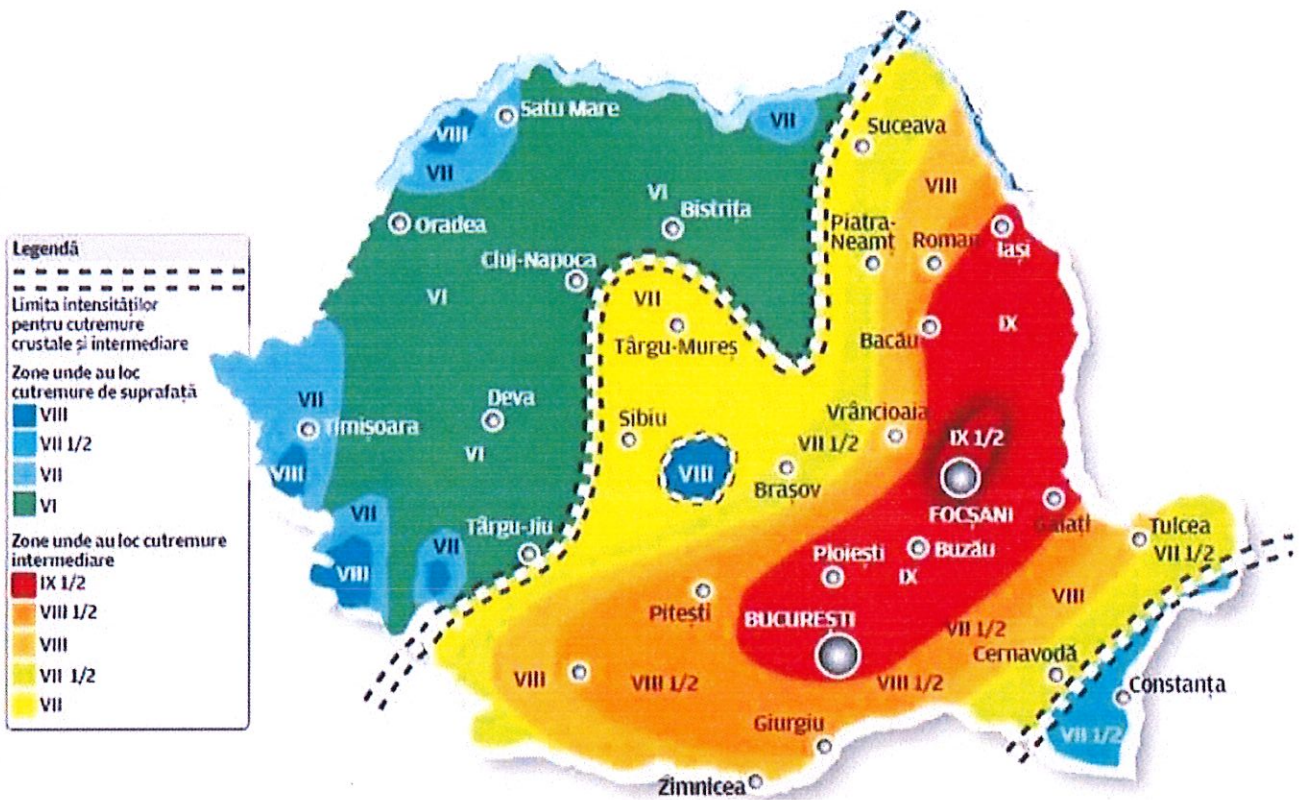 Satu Mare
VIII
VII
VII
Suceava
VIII
VI
Bistrița
Oradea
Piatra-
Neamț
Roman
Iași
Cluj-Napoca
VI
VII
Târgu-Mureș
IX
Bacău
Legendă
Limita intensităților
pentru cutremure
crustale și intermediare
Zone unde au loc
cutremure de suprafață
VIII
VII 1/2
VII
VI
Zone unde au loc cutremure
intermediare
IX 1/2
VIII 1/2
VIII
VII 1/2
VII
VII
Timișoara
VIII
Deva
VI
Sibiu
VIII
Vrâncioaia
VII 1/2
Brașov
IX 1/2
FOCȘANI
Galați
VII
VIII
VII
Târgu-Jiu
Ploiești
Buzău
IX
Tulcea
VII 1/2
VIII
Pitești
BUCUREȘTI
VII 1/2
Cernavodă
VIII
VIII 1/2
VIII 1/2
Constanța
VII 1/2
Giurgiu
Zimnicea